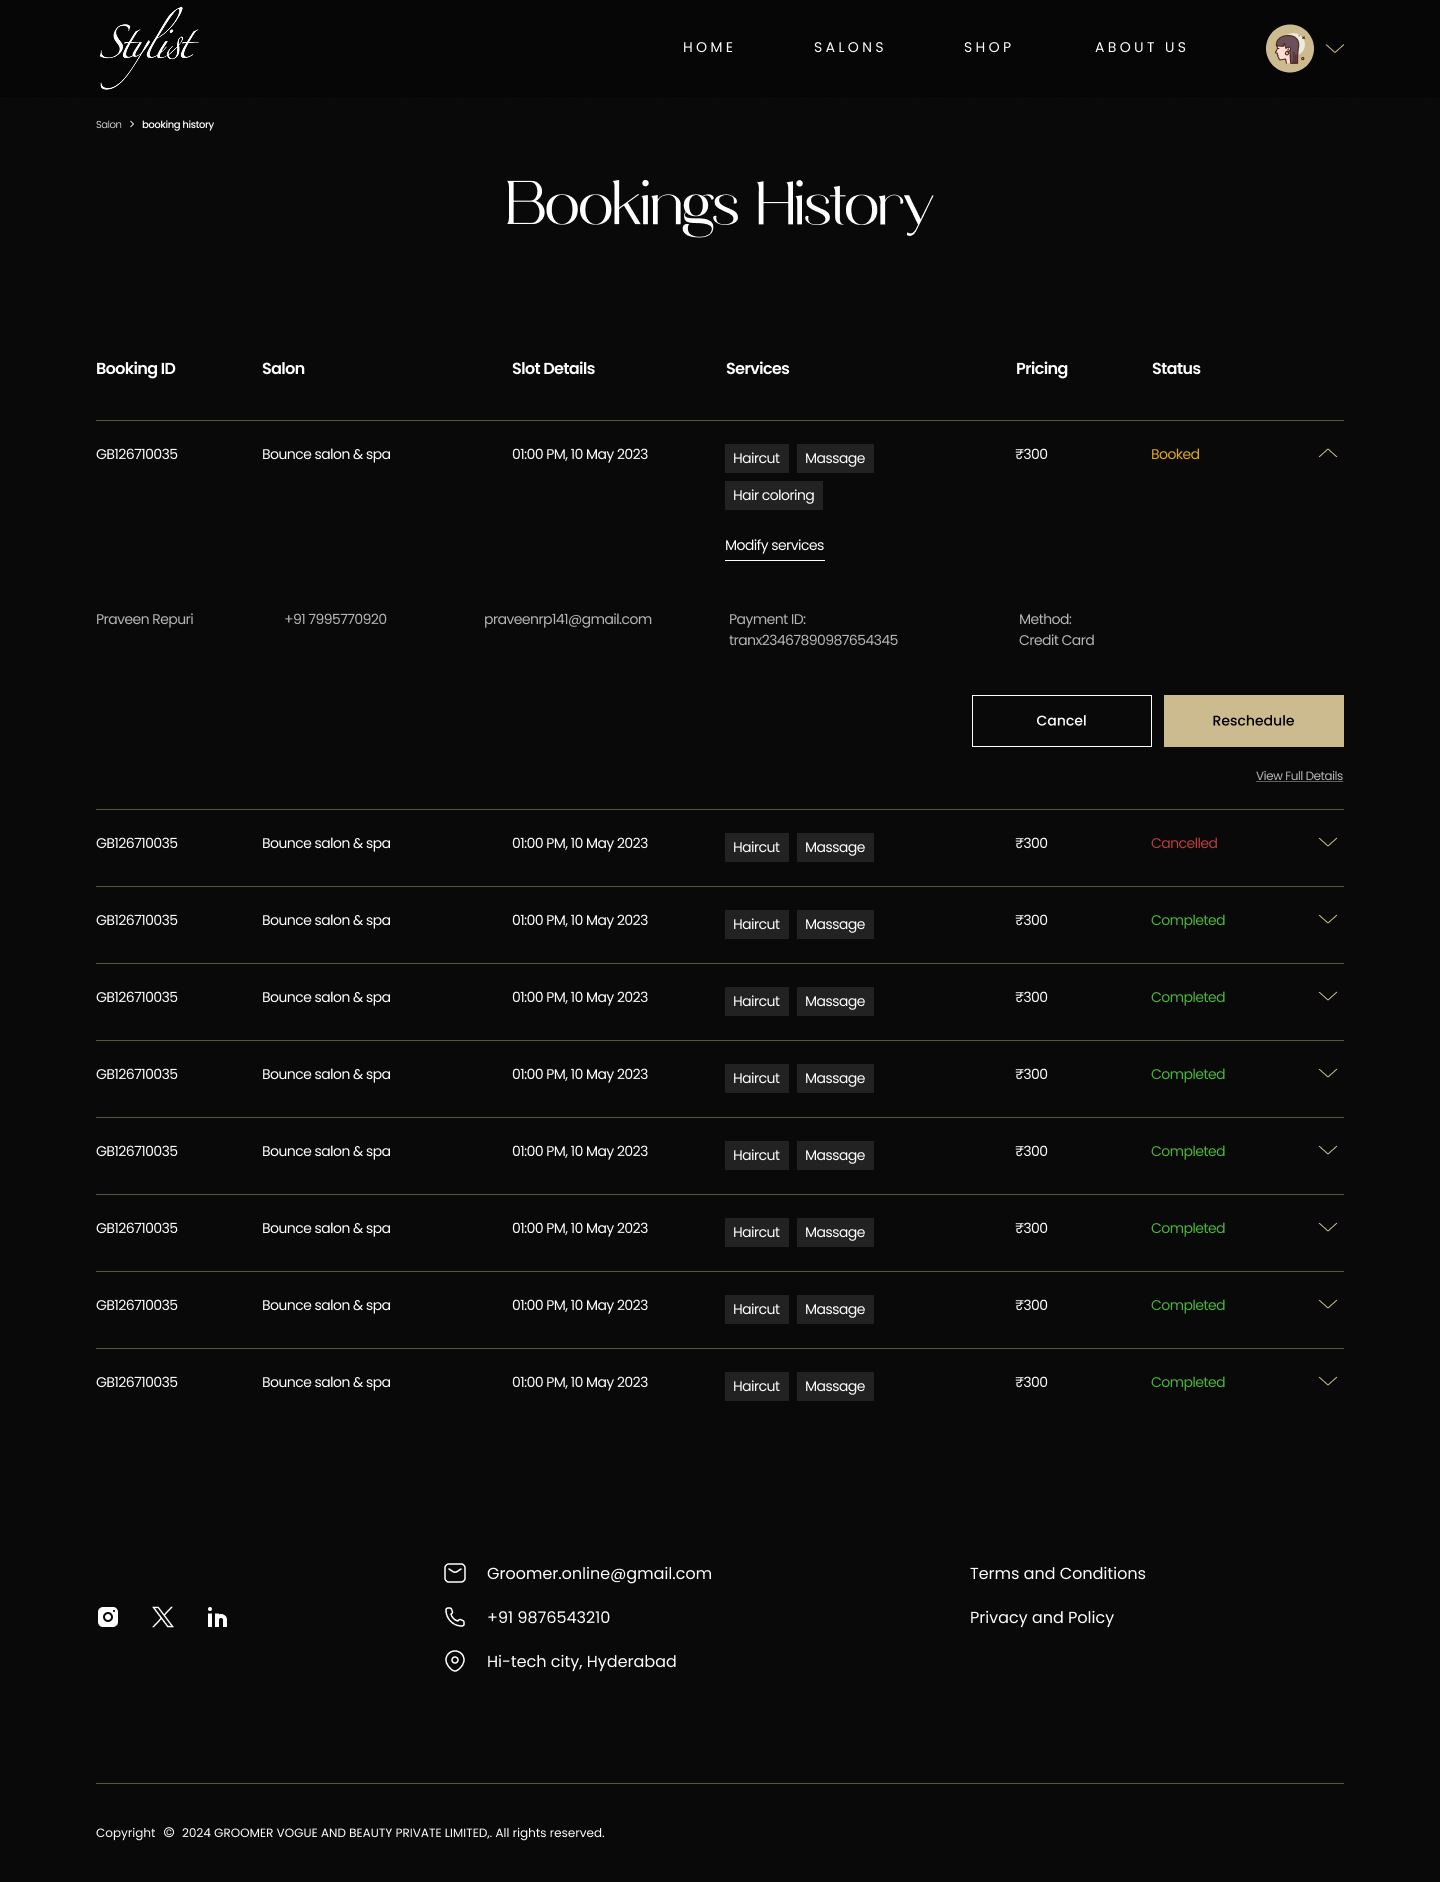 Stylist
HOME SALONS SHOP ABOUT US
Salon > booking history
Bookings History
Booking ID Salon Slot Details Services Pricing Status
GB126710035 Bounce salon & spa 01:00 PM, 10 May 2023 Haircut Massage ₹300 Booked
Hair coloring
Modify services
Praveen Repuri +91 7995770920 praveenrp141@gmail.com Payment ID: Method:
tranx23467890987654345 Credit Card
Cancel Reschedule
View Full Details
GB126710035 Bounce salon & spa 01:00 PM, 10 May 2023 Haircut Massage ₹300 Cancelled
GB126710035 Bounce salon & spa 01:00 PM, 10 May 2023 Haircut Massage ₹300 Completed
GB126710035 Bounce salon & spa 01:00 PM, 10 May 2023 Haircut Massage ₹300 Completed
GB126710035 Bounce salon & spa 01:00 PM, 10 May 2023 Haircut Massage ₹300 Completed
GB126710035 Bounce salon & spa 01:00 PM, 10 May 2023 Haircut Massage ₹300 Completed
GB126710035 Bounce salon & spa 01:00 PM, 10 May 2023 Haircut Massage ₹300 Completed
GB126710035 Bounce salon & spa 01:00 PM, 10 May 2023 Haircut Massage ₹300 Completed
GB126710035 Bounce salon & spa 01:00 PM, 10 May 2023 Haircut Massage ₹300 Completed
Groomer.online@gmail.com Terms and Conditions
+91 9876543210 Privacy and Policy
Hi-tech city, Hyderabad
Copyright © 2024 GROOMER VOGUE AND BEAUTY PRIVATE LIMITED,. All rights reserved.